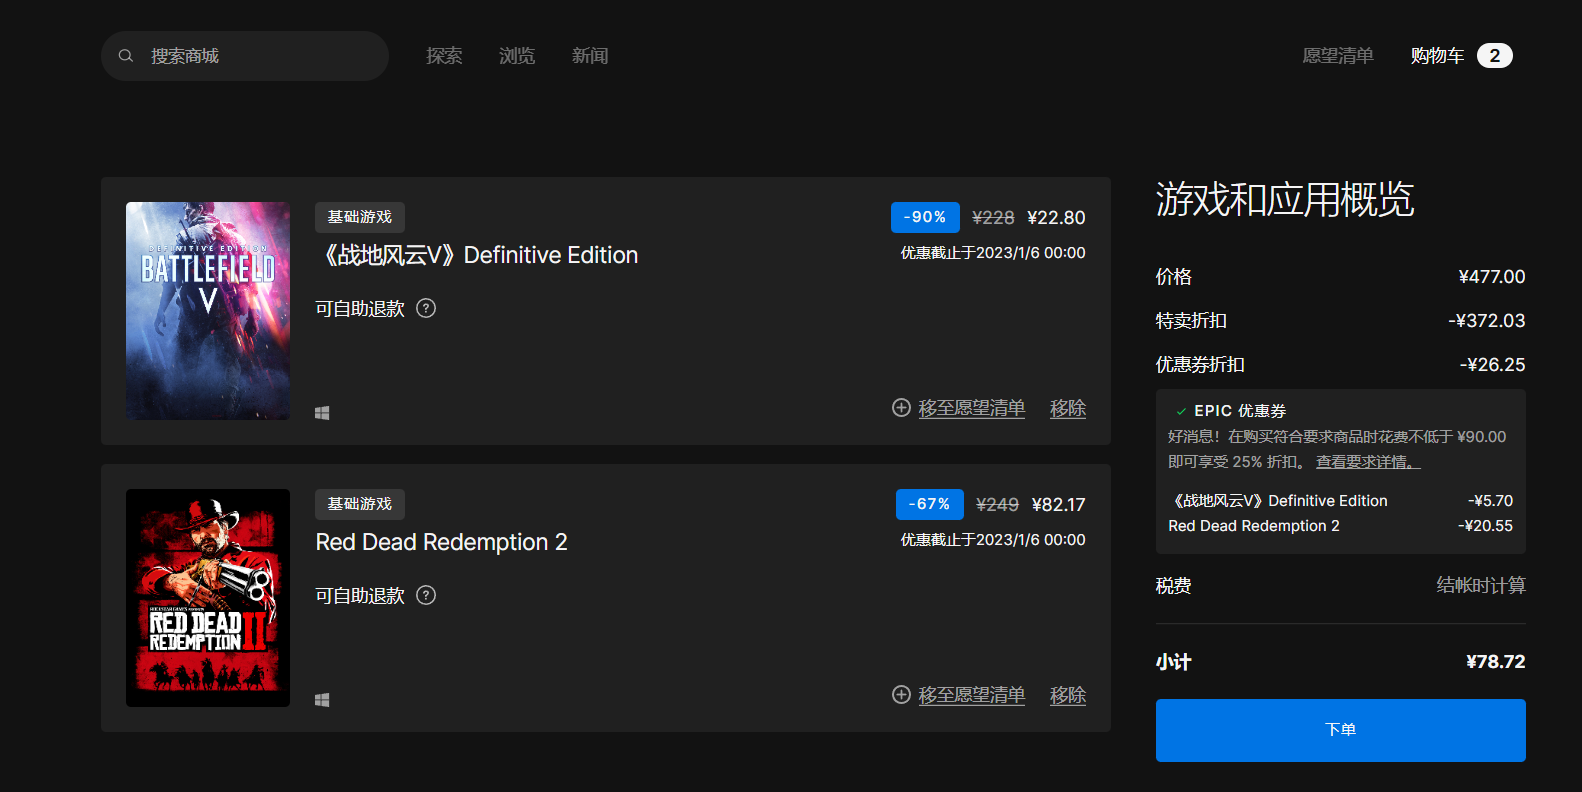 搜索商城
探索
浏览
新闻
愿望清单
购物车 2
DEFINITIVE EDITION
BATTLEFIELD
V
基础游戏
《战地风云V》Definitive Edition
可自助退款 ?
-90% ¥228 ¥22.80
优惠截止于2023/1/6 00:00
移至愿望清单 移除
RED DEAD
REDEMPTION II
基础游戏
Red Dead Redemption 2
可自助退款 ?
-67% ¥249 ¥82.17
优惠截止于2023/1/6 00:00
移至愿望清单 移除
游戏和应用概览
价格 ¥477.00
特卖折扣 -¥372.03
优惠券折扣 -¥26.25
EPIC 优惠券
好消息！在购买符合要求商品时花费不低于 ¥90.00
即可享受 25% 折扣。 查看要求详情。
《战地风云V》Definitive Edition -¥5.70
Red Dead Redemption 2 -¥20.55
税费 结帐时计算
小计 ¥78.72
下单